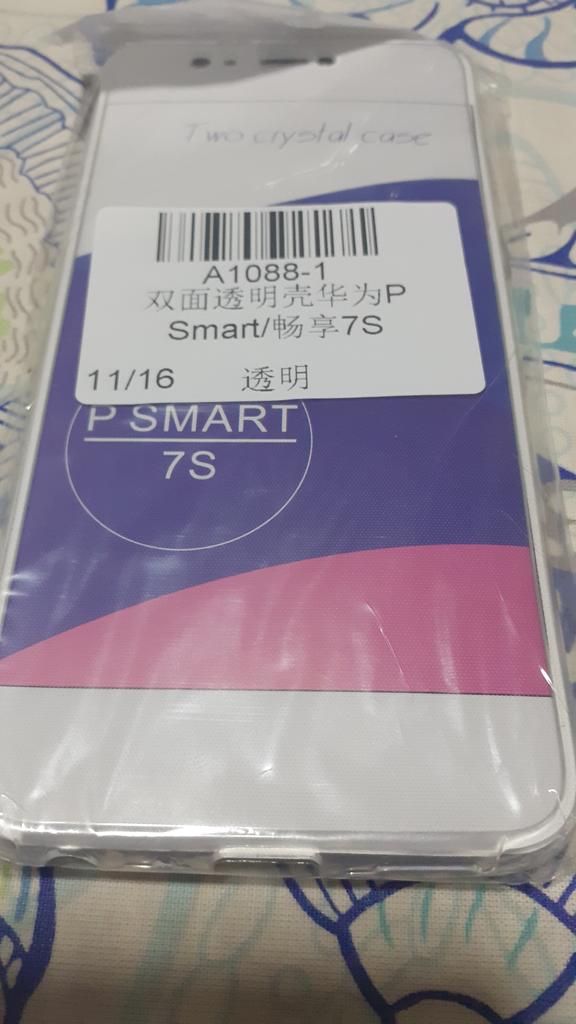 Two crystal case
A1088-1
双面透明壳华为P
Smart/畅享7S
11/16 透明
P SMART
7S